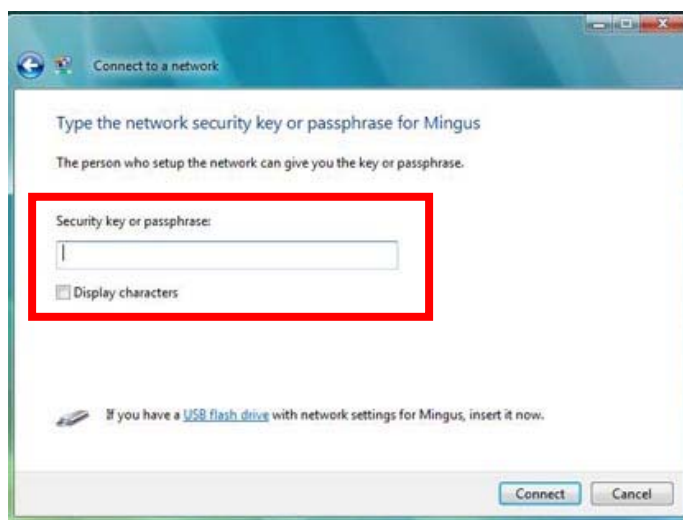 Connect to a network
Type the network security key or passphrase for Mingus
The person who setup the network can give you the key or passphrase.
Security key or passphrase:
Display characters
If you have a USB flash drive with network settings for Mingus, insert it now.
Connect Cancel